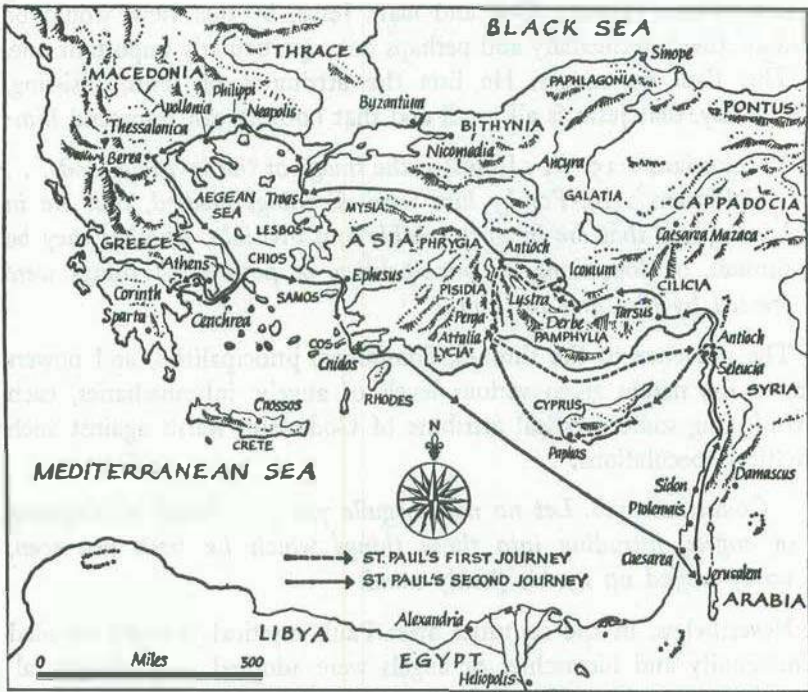 BLACK SEA
THRACE
MACEDONIA
Philippi
Apollonia
Neapolis
Thessalonica
Berea
Byzantium
Sinope
PAPHLAGONIA
PONTUS
BITHYNIA
Nicomedia
Ancyra
GALATIA
CAPPADOCIA
Caesarea Mazaca
AEGEAN
SEA
Troas
MYSIA
LESBOS
ASIA
PHRYGIA
Antioch
Iconium
CILICIA
GREECE
Athens
CHIOS
Ephesus
PISIDIA
Lystra
Derbe
Tarsus
Corinth
SAMOS
Perga
PAMPHYLIA
Sparta
Cenchrea
COS
Attalia
LYCIA
Antioch
Seleucia
Cnidos
RHODES
SYRIA
Cnossos
CRETE
CYPRUS
Paphos
MEDITERRANEAN SEA
Damascus
Sidon
Ptolemais
Caesarea
Jerusalem
ST. PAUL'S FIRST JOURNEY
ST. PAUL'S SECOND JOURNEY
ARABIA
LIBYA
Alexandria
EGYPT
Heliopolis
Miles 300